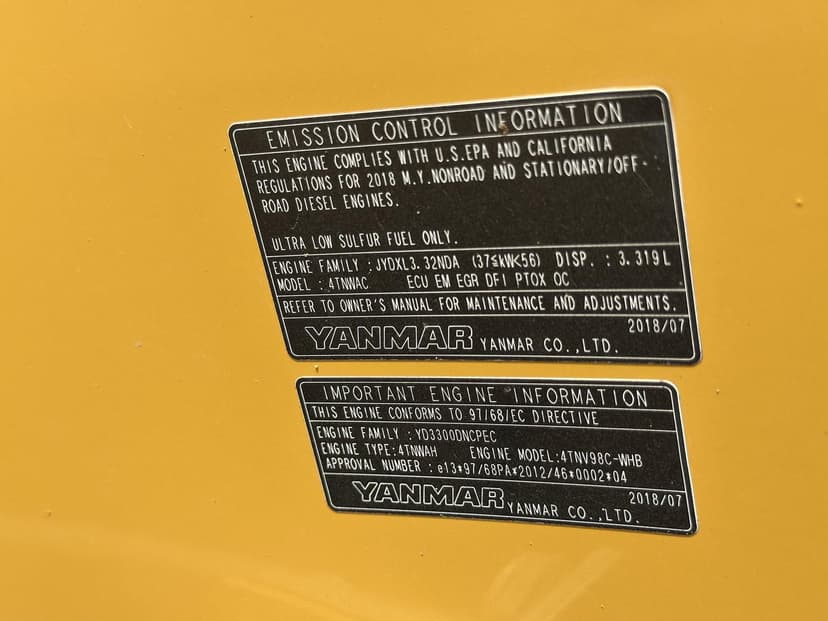 EMISSION CONTROL INFORMATION
THIS ENGINE COMPLIES WITH U.S.EPA AND CALIFORNIA
REGULATIONS FOR 2018 M.Y.NONROAD AND STATIONARY/OFF-
ROAD DIESEL ENGINES.
ULTRA LOW SULFUR FUEL ONLY.
ENGINE FAMILY : JYDXL3.32NDA (37≦kW<56) DISP. : 3.319L
MODEL : 4TNWAC ECU EM EGR DFI PTOX OC
REFER TO OWNER'S MANUAL FOR MAINTENANCE AND ADJUSTMENTS.
2018/07
YANMAR YANMAR CO.,LTD.
IMPORTANT ENGINE INFORMATION
THIS ENGINE CONFORMS TO 97/68/EC DIRECTIVE
ENGINE FAMILY : YD3300DNCPEC
ENGINE TYPE:4TNWAH ENGINE MODEL:4TNV98C-WHB
APPROVAL NUMBER : e13*97/68PA*2012/46*0002*04
2018/07
YANMAR YANMAR CO.,LTD.